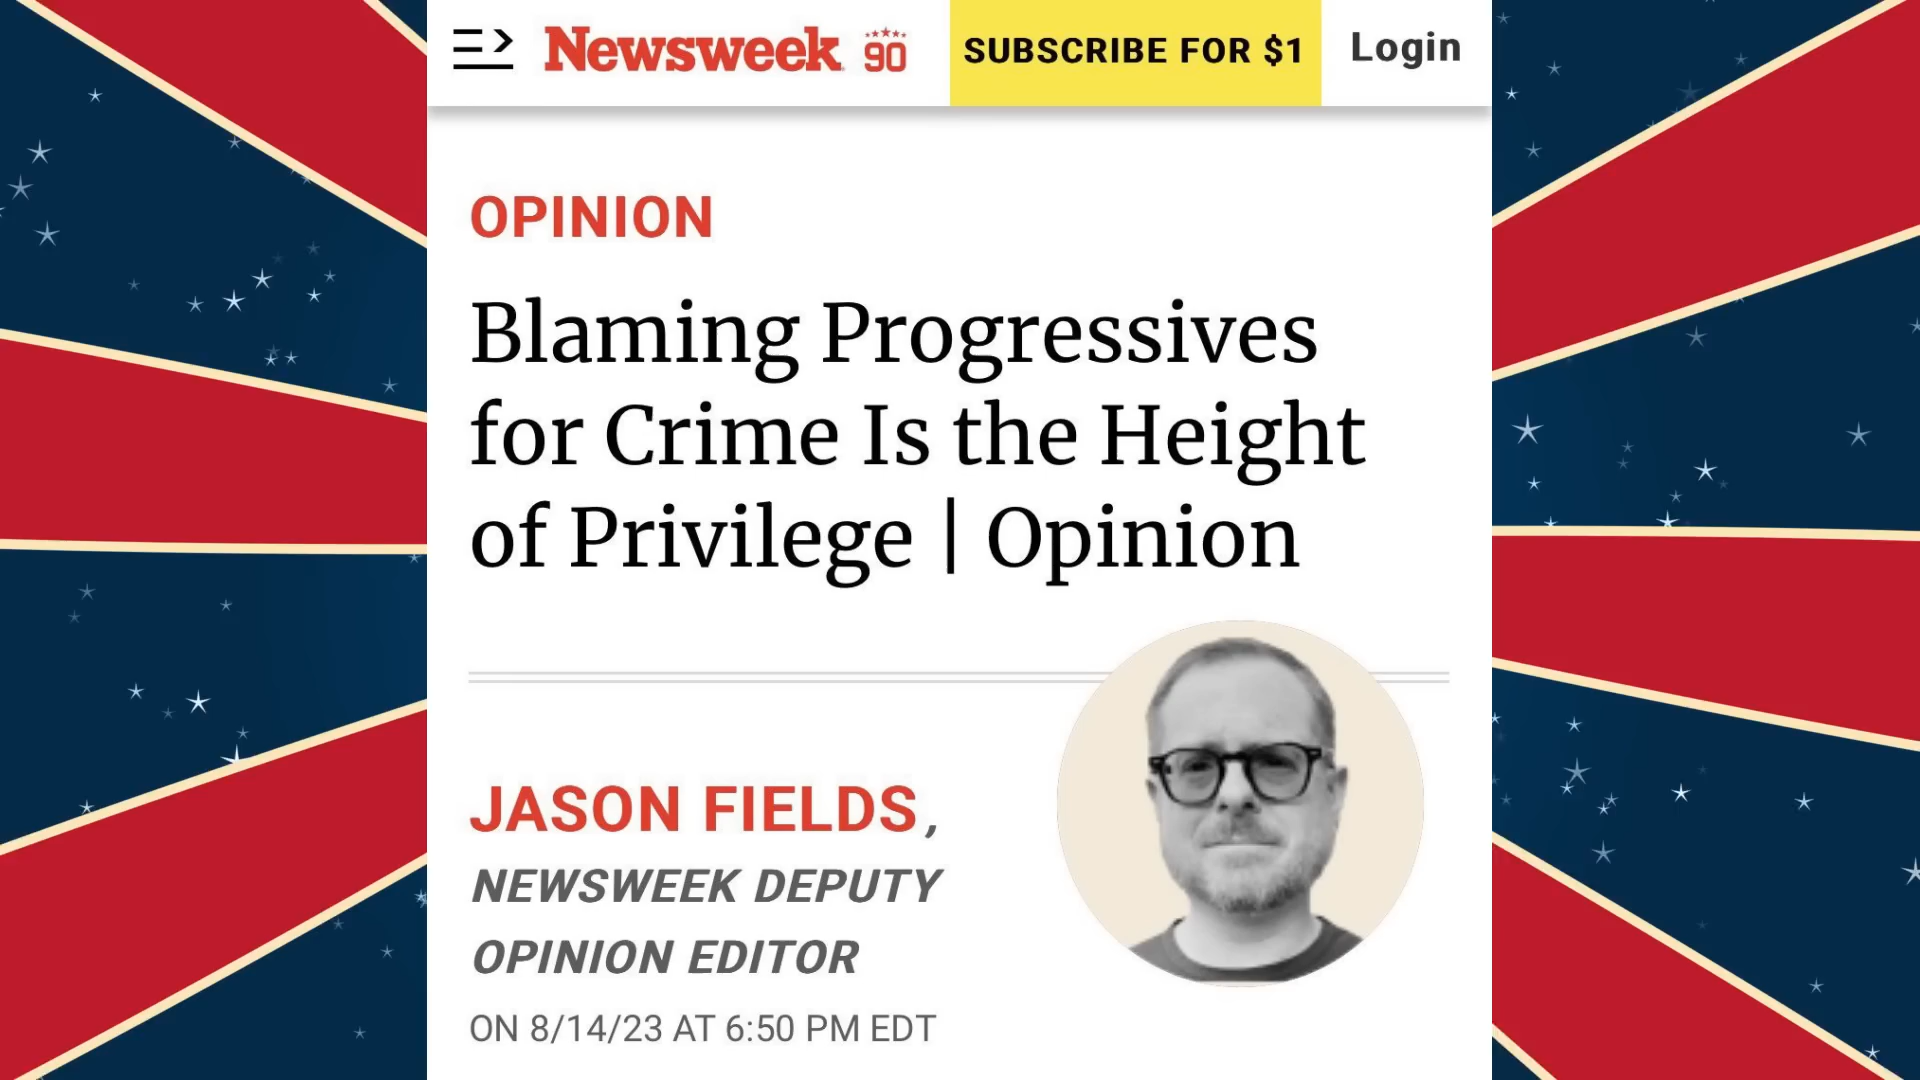 Newsweek 90 SUBSCRIBE FOR $1 Login
OPINION
Blaming Progressives
for Crime Is the Height
of Privilege | Opinion
JASON FIELDS,
NEWSWEEK DEPUTY
OPINION EDITOR
ON 8/14/23 AT 6:50 PM EDT